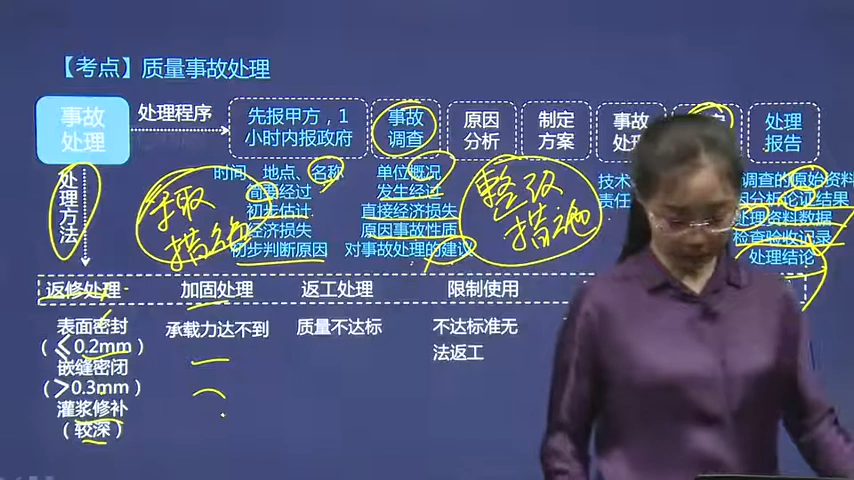 【考点】质量事故处理
事故
处理
处理程序
先报甲方，1
小时内报政府
事故
调查
原因
分析
制定
方案
事故
处理
报告
处理方法
时间、地点、名称
简要经过
初步估计
经济损失
初步判断原因
采取
措施
单位概况
发生经过
直接经济损失
原因事故性质
对事故处理的建议
整改
措施
技术
责任
调查的原始资料
论证结果
处理资料数据
检查验收记录
处理结论
返修处理
加固处理
返工处理
限制使用
表面密封
（≤0.2mm）
嵌缝密闭
（＞0.3mm）
灌浆修补
（较深）
承载力达不到
质量不达标
不达标准无
法返工